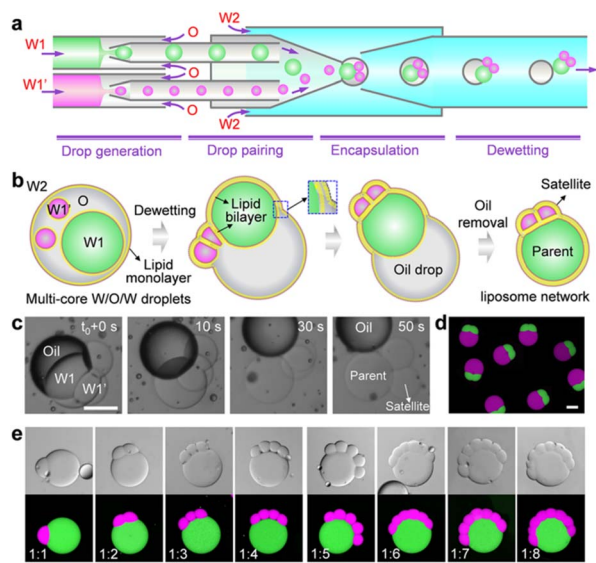 a
W2
W1
O
O
W1'
O
W2
Drop generation
Drop pairing
Encapsulation
Dewetting
b
W2
O
W1'
W1
Lipid monolayer
Multi-core W/O/W droplets
Dewetting
Lipid bilayer
Oil drop
Oil removal
Satellite
Parent
liposome network
c
t0+0 s
Oil
W1
W1'
10 s
30 s
Oil
50 s
Parent
Satellite
d
e
1:1
1:2
1:3
1:4
1:5
1:6
1:7
1:8